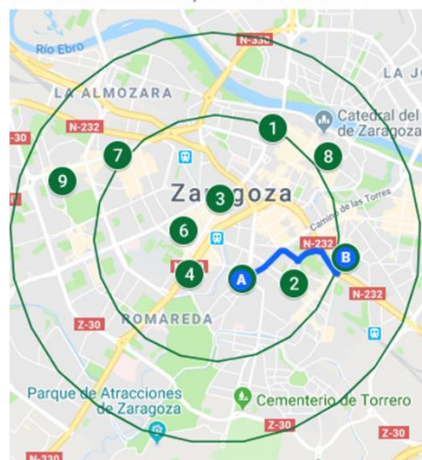 N-330
Río Ebro
LA JO
LA ALMOZARA
Catedral del
de Zaragoza
N-232
-30
1
7
8
9
Zaragoza
3
Camino de las Torres
6
N-232
B
4
A
2
N-232
Z-30
ROMAREDA
Parque de Atracciones
de Zaragoza
Cementerio de Torrero
Z-30
Z-30
N-330